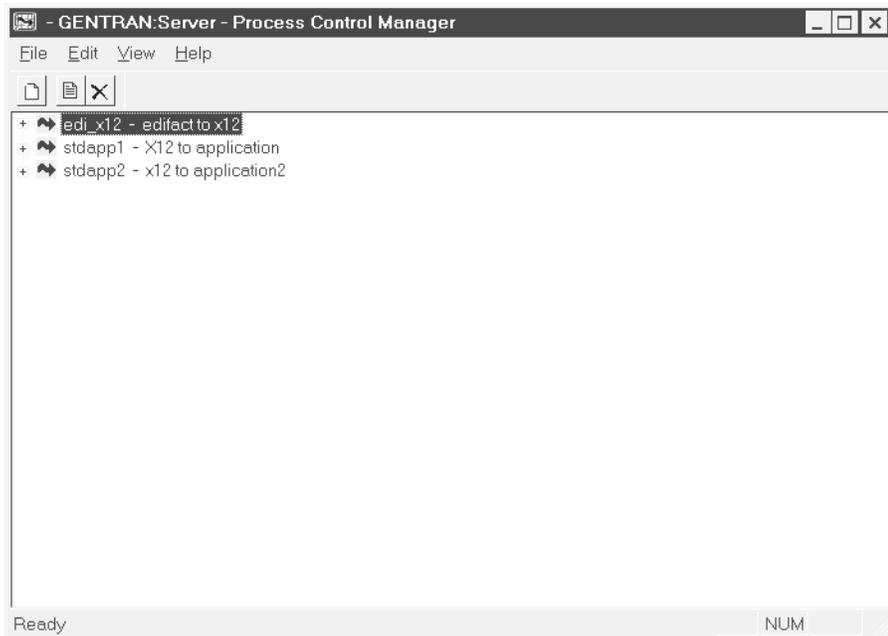 - GENTRAN:Server - Process Control Manager
File Edit View Help
+ edi_x12 - edifact to x12
+ stdapp1 - X12 to application
+ stdapp2 - x12 to application2
Ready NUM